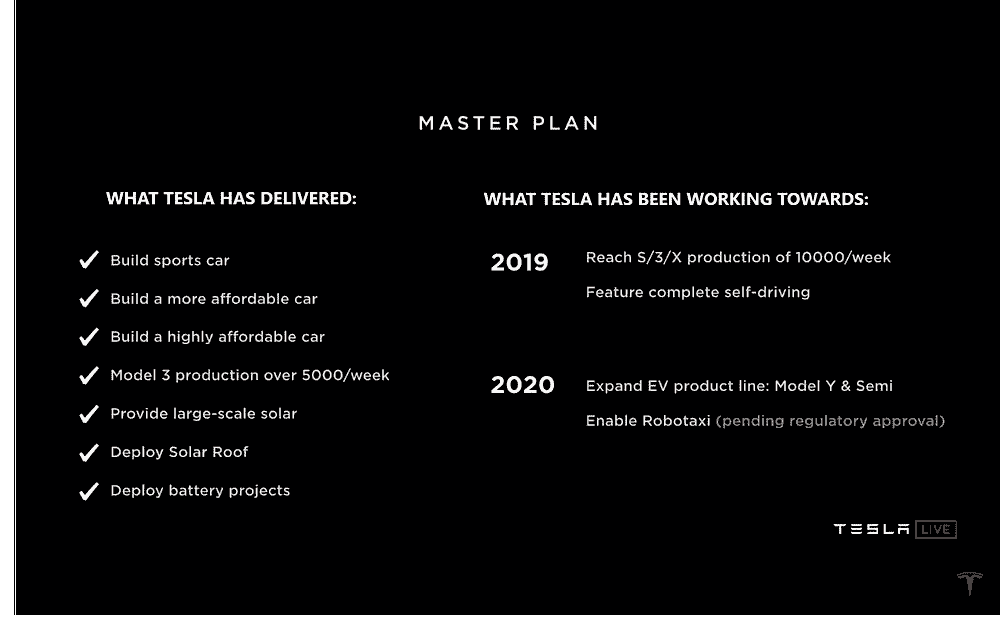 MASTER PLAN
WHAT TESLA HAS DELIVERED:
Build sports car
Build a more affordable car
Build a highly affordable car
Model 3 production over 5000/week
Provide large-scale solar
Deploy Solar Roof
Deploy battery projects
WHAT TESLA HAS BEEN WORKING TOWARDS:
2019
Reach S/3/X production of 10000/week
Feature complete self-driving
2020
Expand EV product line: Model Y & Semi
Enable Robotaxi (pending regulatory approval)
TESLA LIVE